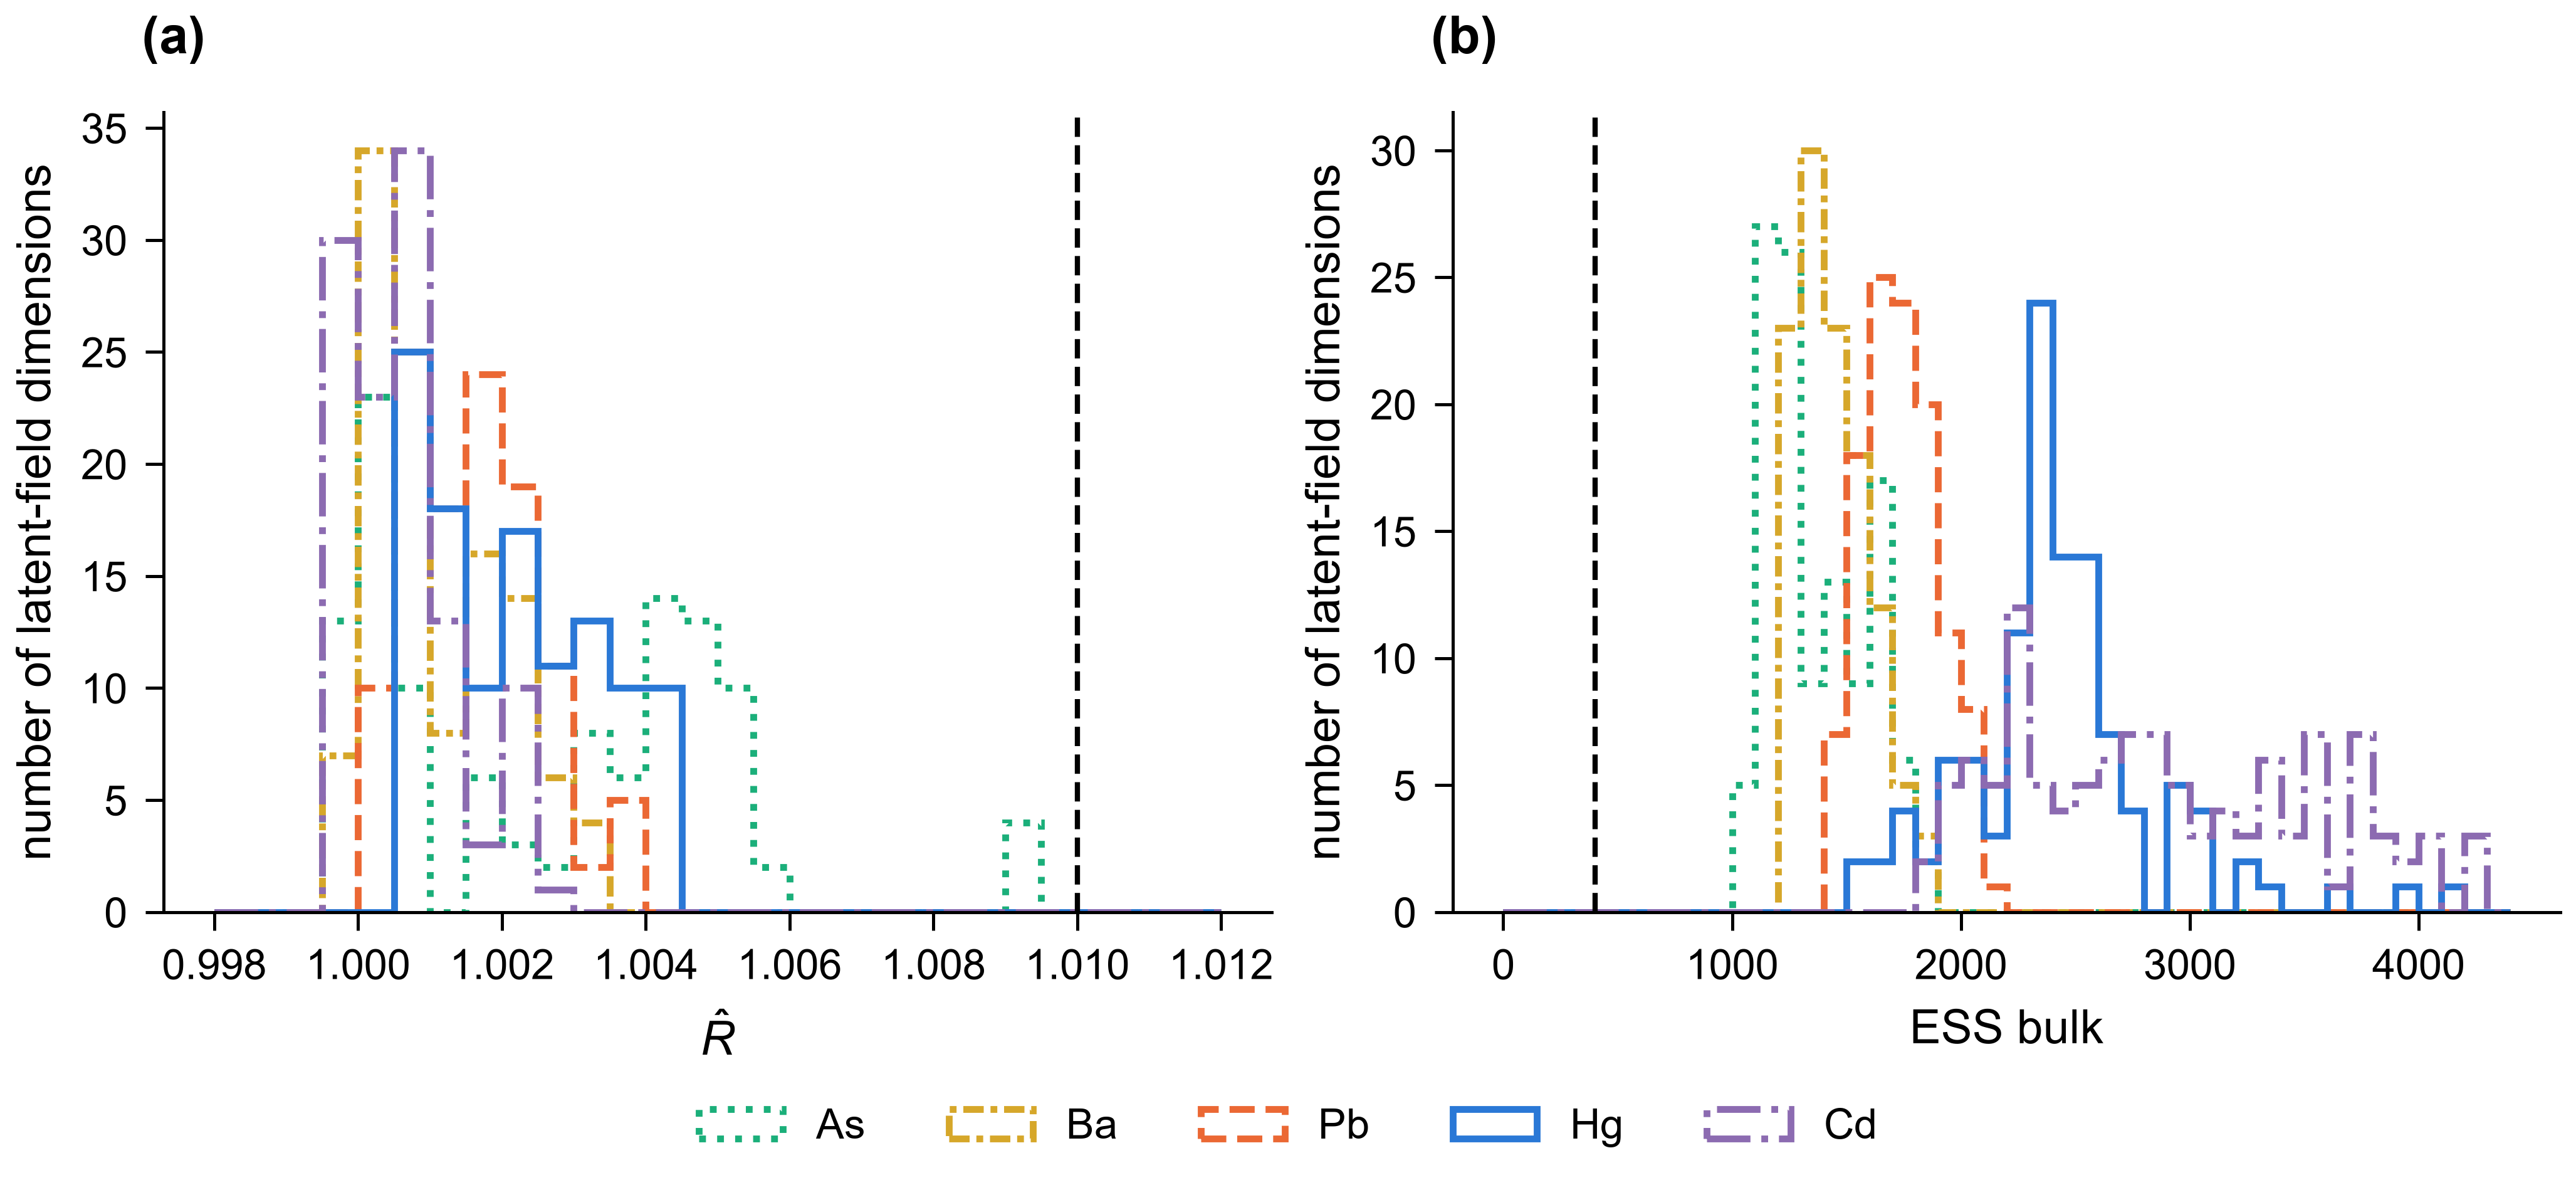 (a)
(b)
number of latent-field dimensions
35
30
25
20
15
10
5
0
0.998 1.000 1.002 1.004 1.006 1.008 1.010 1.012
R̂
number of latent-field dimensions
30
25
20
15
10
5
0
0 1000 2000 3000 4000
ESS bulk
As Ba Pb Hg Cd